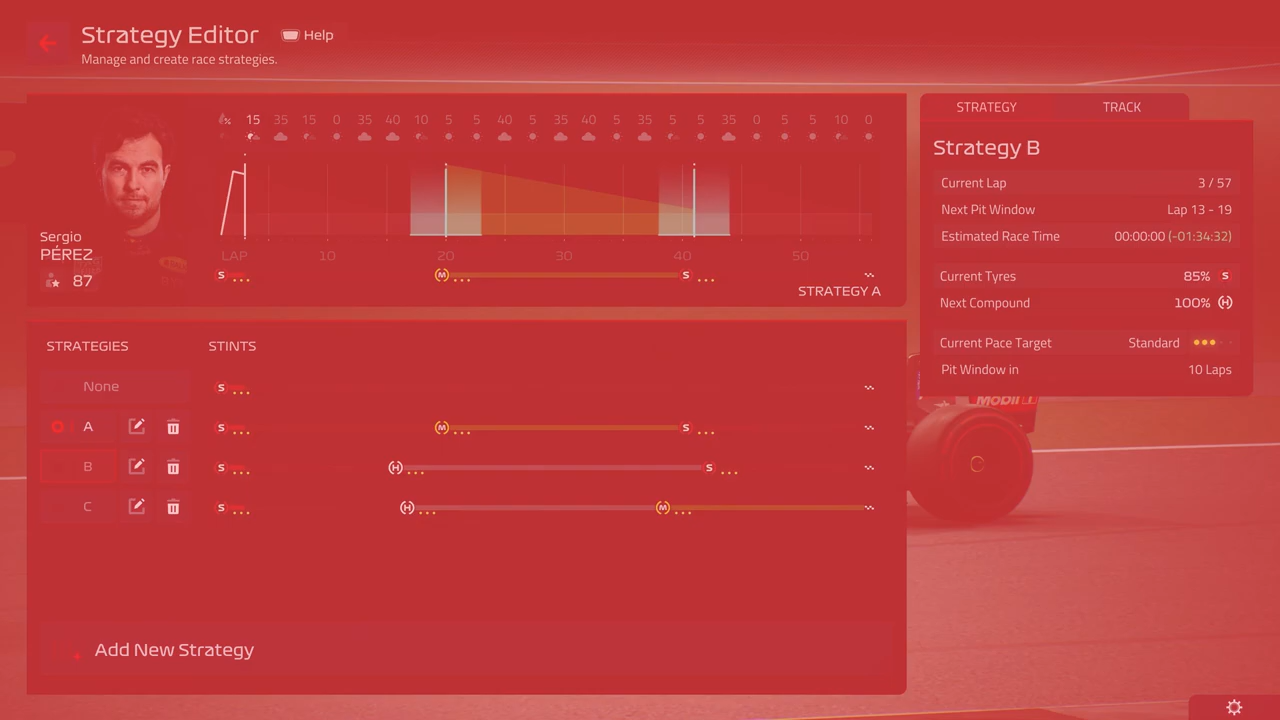 Strategy Editor
Help
Manage and create race strategies.
% 15 35 15 0 35 40 10 5 5 35 5 35 40 5 35 5 5 35 0 5 5 10 0
Sergio
PÉREZ
87
LAP 10 20 30 40 50
S M S
STRATEGY A
STRATEGIES STINTS
None S
A S M S
B S H S
C S H M
Add New Strategy
STRATEGY TRACK
Strategy B
Current Lap 3 / 57
Next Pit Window Lap 13 - 19
Estimated Race Time 00:00:00 (-01:34:32)
Current Tyres 85% S
Next Compound 100% H
Current Pace Target Standard
Pit Window in 10 Laps
Mobil 1